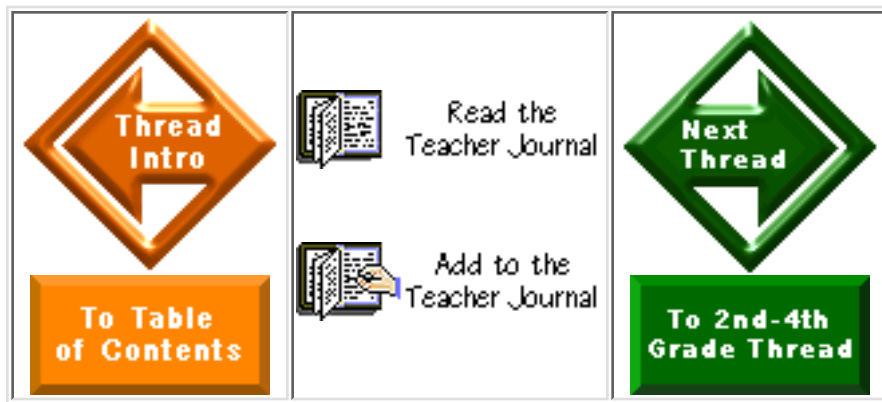 Thread
Intro
To Table
of Contents
Read the
Teacher Journal
Add to the
Teacher Journal
Next
Thread
To 2nd-4th
Grade Thread